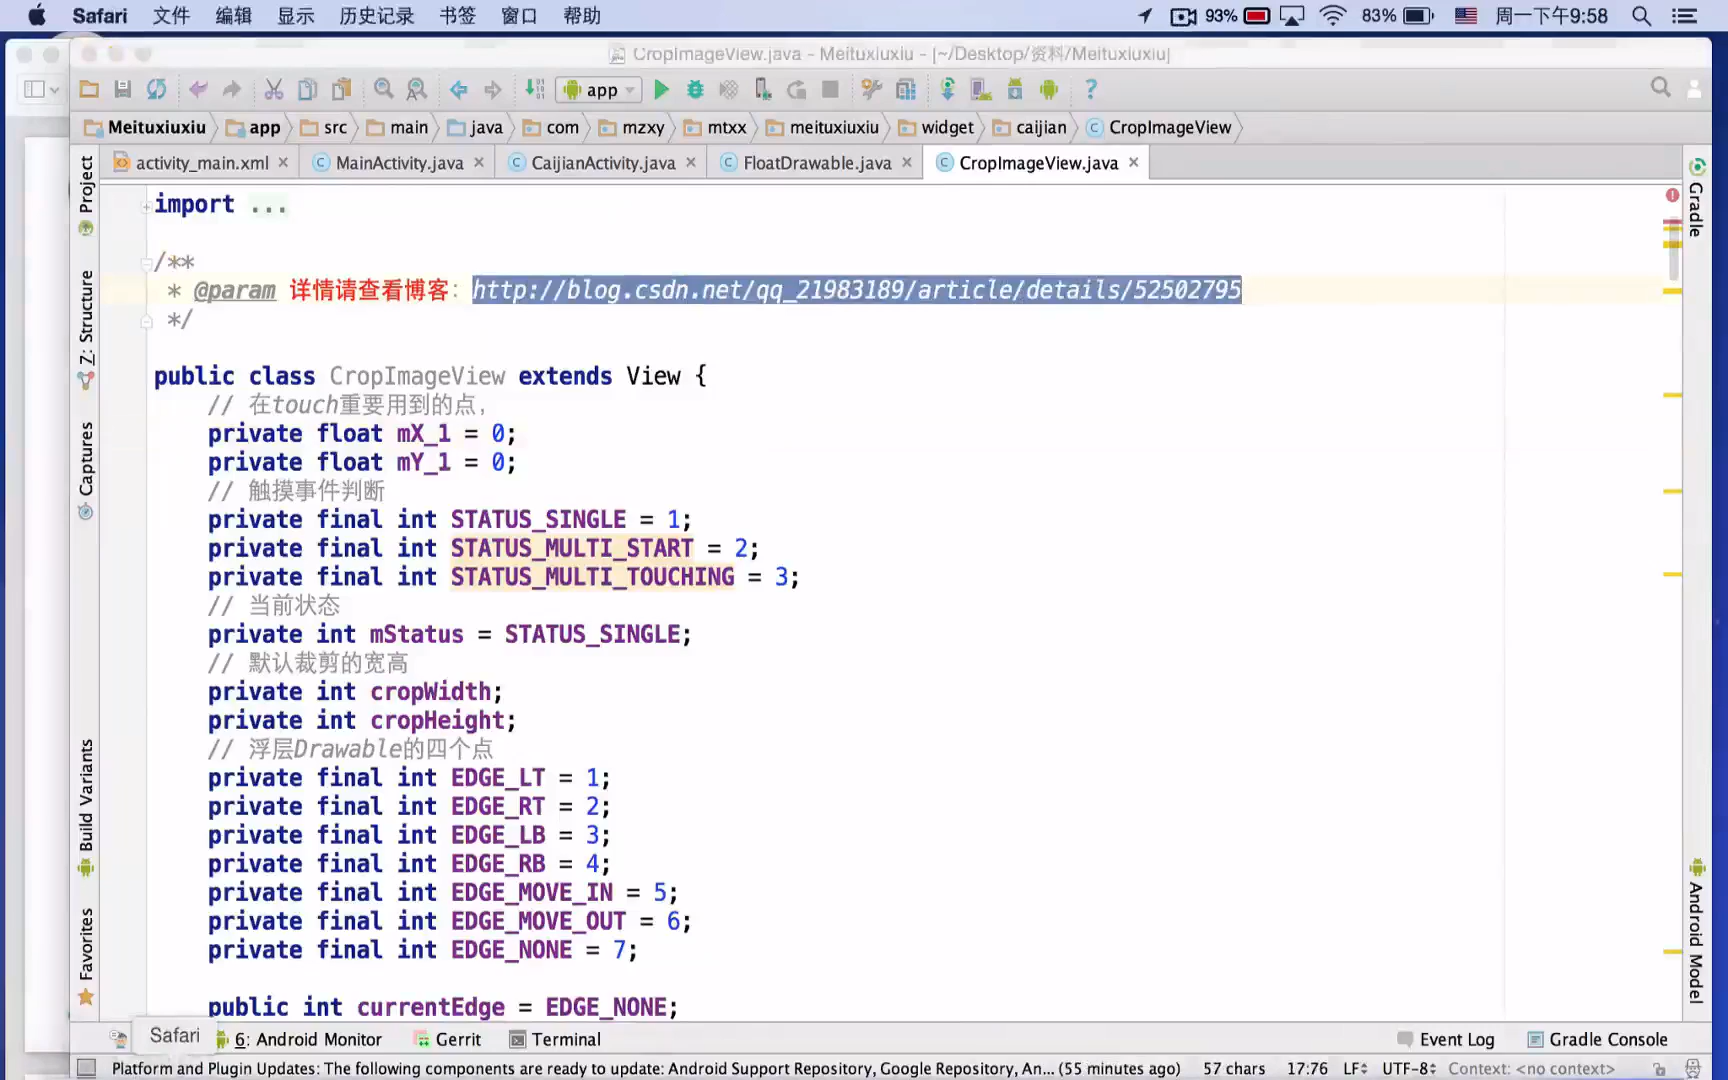 Safari 文件 编辑 显示 历史记录 书签 窗口 帮助 93% 83% 周一下午9:58
CropImageView.java - Meituxiuxiu - [~/Desktop/资料/Meituxiuxiu]
app
Meituxiuxiu app src main java com mzxy mtxx meituxiuxiu widget caijian CropImageView
activity_main.xml MainActivity.java CaijianActivity.java FloatDrawable.java CropImageView.java
Project
Z: Structure
Captures
Build Variants
Favorites
import ...
/**
* @param 详情请查看博客: http://blog.csdn.net/qq_21983189/article/details/52502795
*/
public class CropImageView extends View {
// 在touch重要用到的点,
private float mX_1 = 0;
private float mY_1 = 0;
// 触摸事件判断
private final int STATUS_SINGLE = 1;
private final int STATUS_MULTI_START = 2;
private final int STATUS_MULTI_TOUCHING = 3;
// 当前状态
private int mStatus = STATUS_SINGLE;
// 默认裁剪的宽高
private int cropWidth;
private int cropHeight;
// 浮层Drawable的四个点
private final int EDGE_LT = 1;
private final int EDGE_RT = 2;
private final int EDGE_LB = 3;
private final int EDGE_RB = 4;
private final int EDGE_MOVE_IN = 5;
private final int EDGE_MOVE_OUT = 6;
private final int EDGE_NONE = 7;
public int currentEdge = EDGE_NONE;
Gradle
Android Model
Safari 6: Android Monitor Gerrit Terminal Event Log Gradle Console
Platform and Plugin Updates: The following components are ready to update: Android Support Repository, Google Repository, An... (55 minutes ago) 57 chars 17:76 LF UTF-8 Context: <no context>